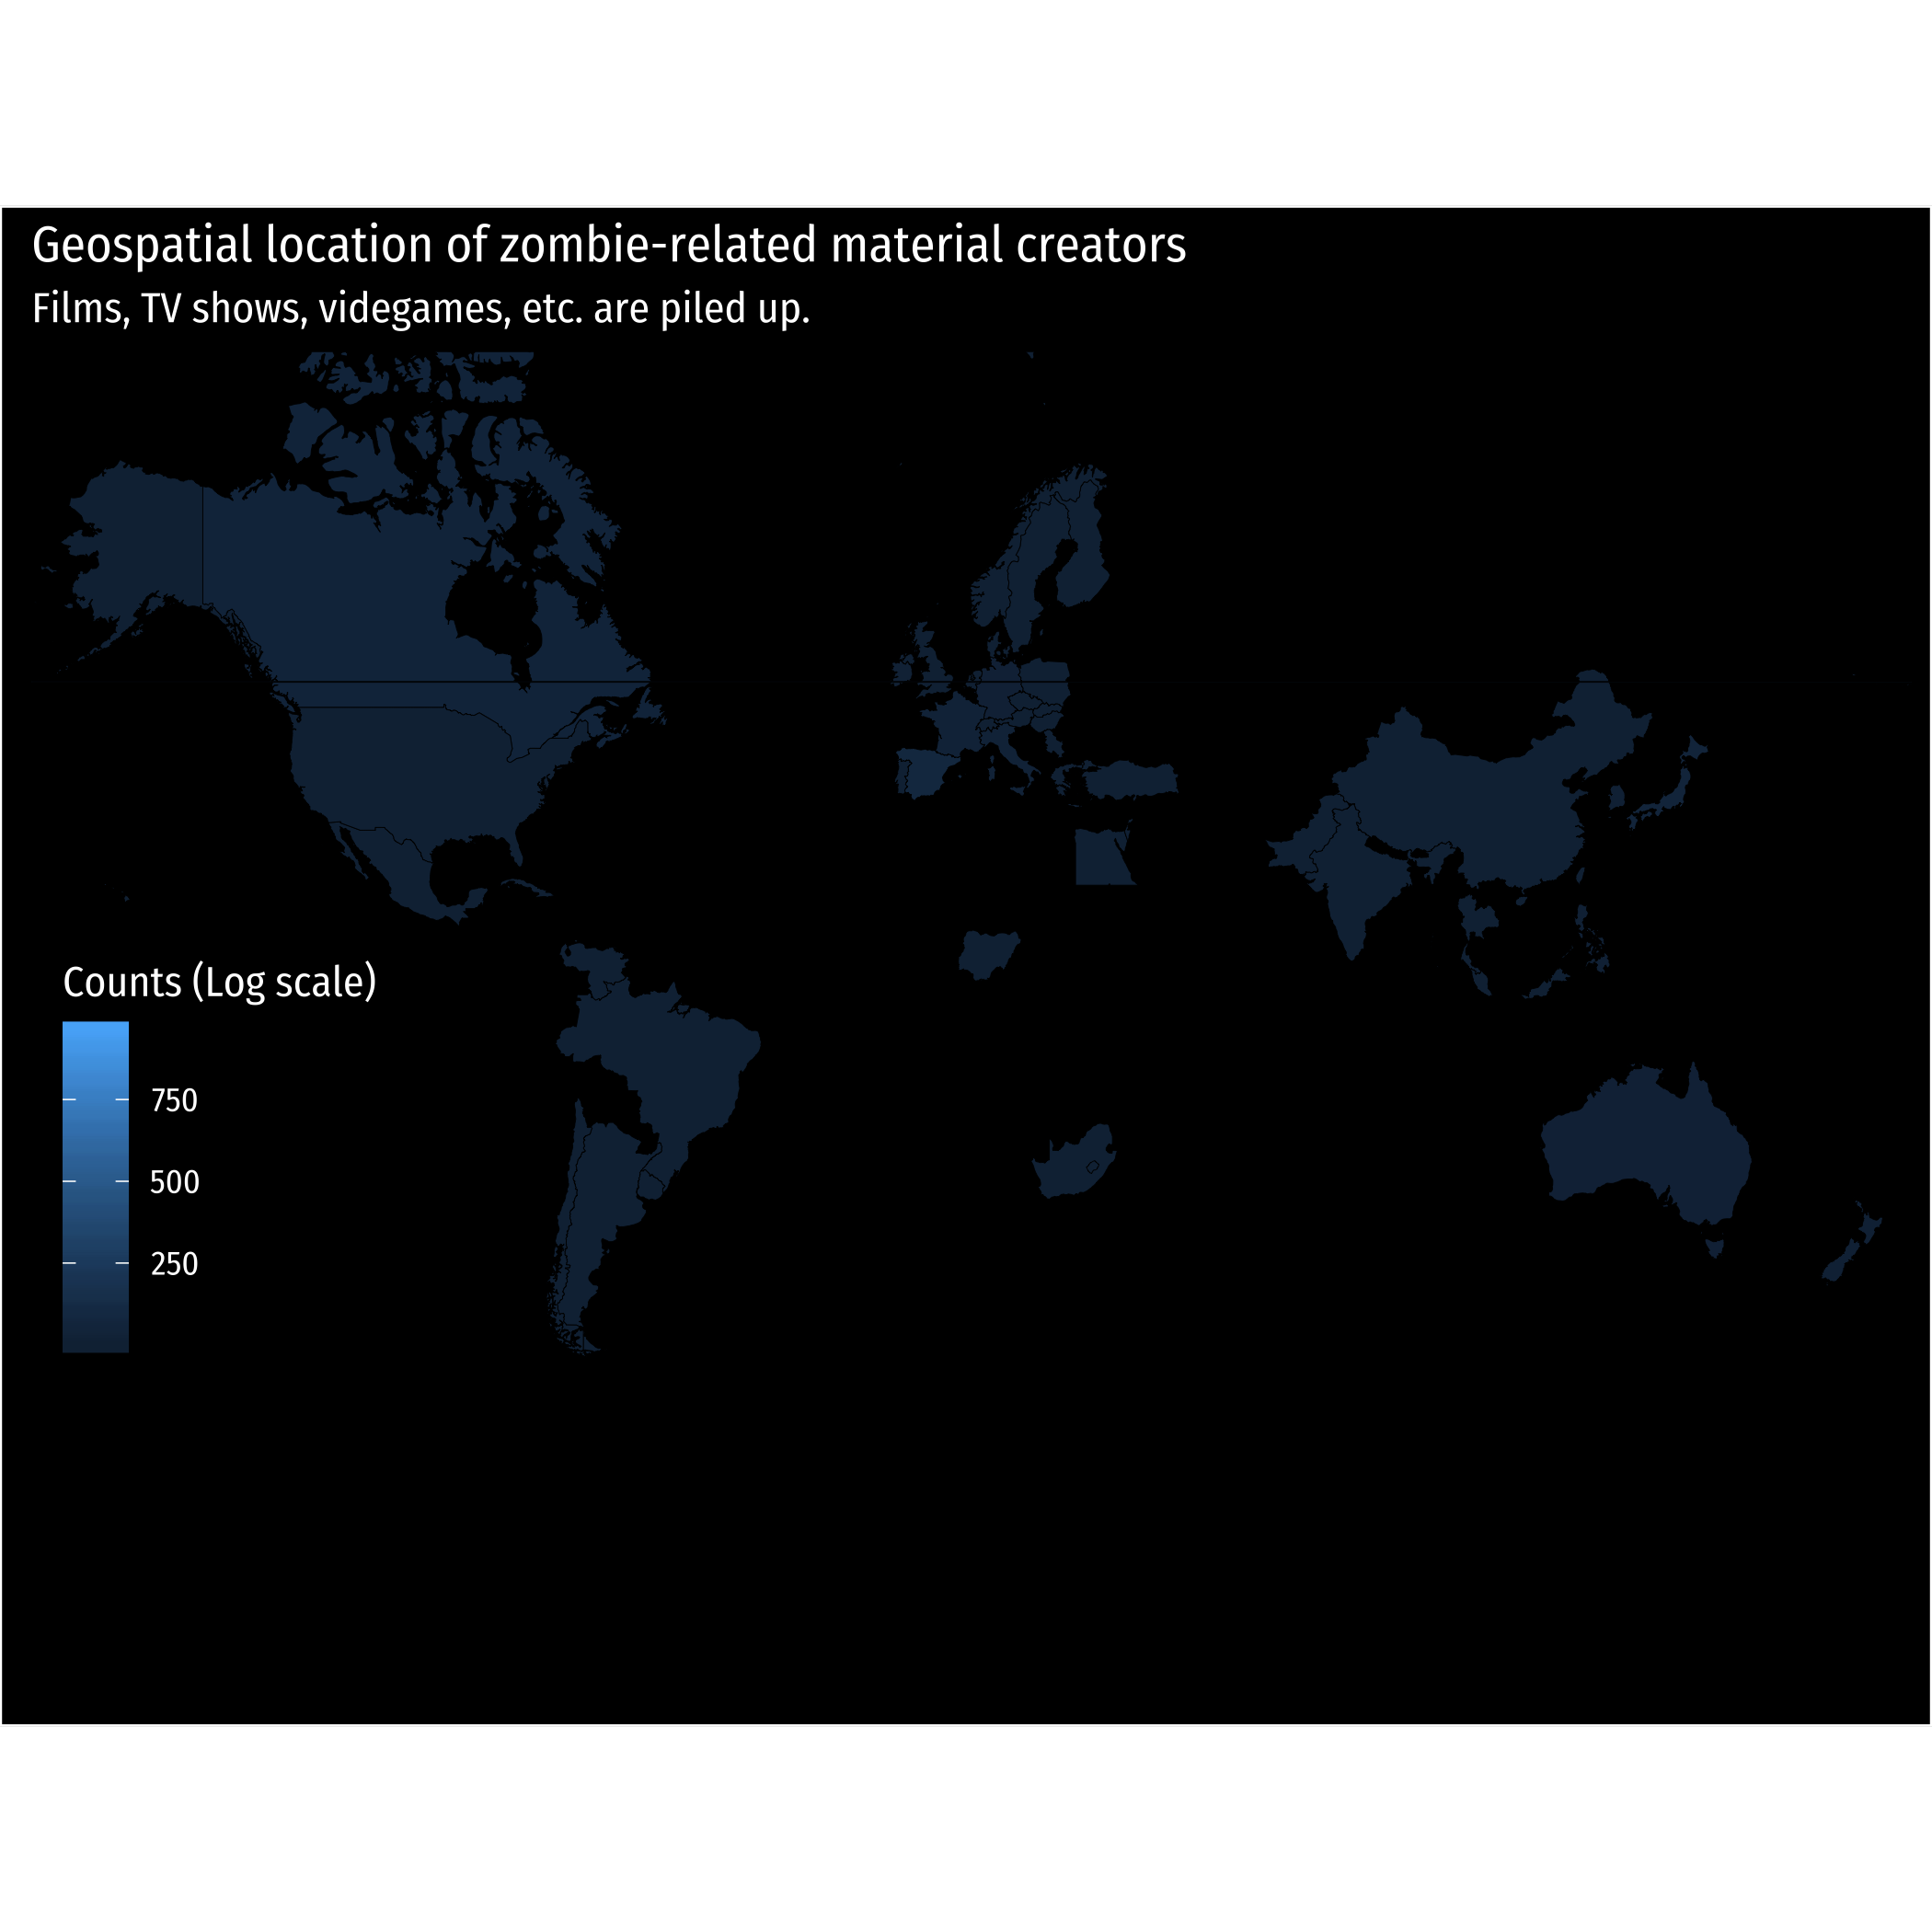 Geospatial location of zombie-related material creators
Films, TV shows, videogames, etc. are piled up.
Counts (Log scale)
750
500
250